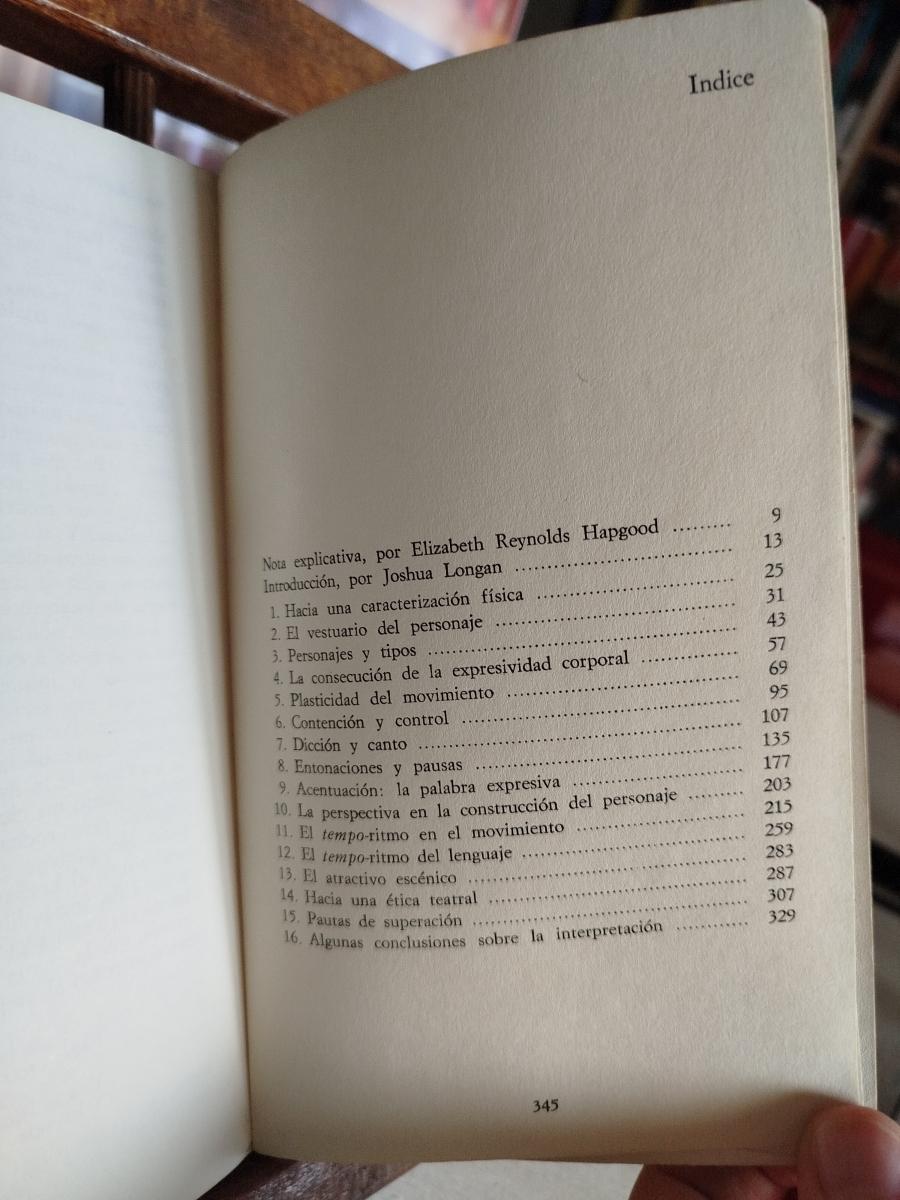 Indice
Nota explicativa, por Elizabeth Reynolds Hapgood ......... 9
Introducción, por Joshua Longan .............................. 13
1. Hacia una caracterización física ........................... 25
2. El vestuario del personaje ................................. 31
3. Personajes y tipos .......................................... 43
4. La consecución de la expresividad corporal ............. 57
5. Plasticidad del movimiento ................................ 69
6. Contención y control ...................................... 95
7. Dicción y canto ............................................ 107
8. Entonaciones y pausas .................................... 135
9. Acentuación: la palabra expresiva ........................ 177
10. La perspectiva en la construcción del personaje ........ 203
11. El tempo-ritmo en el movimiento ........................ 215
12. El tempo-ritmo del lenguaje .............................. 259
13. El atractivo escénico ...................................... 283
14. Hacia una ética teatral .................................... 287
15. Pautas de superación ...................................... 307
16. Algunas conclusiones sobre la interpretación ............ 329
345